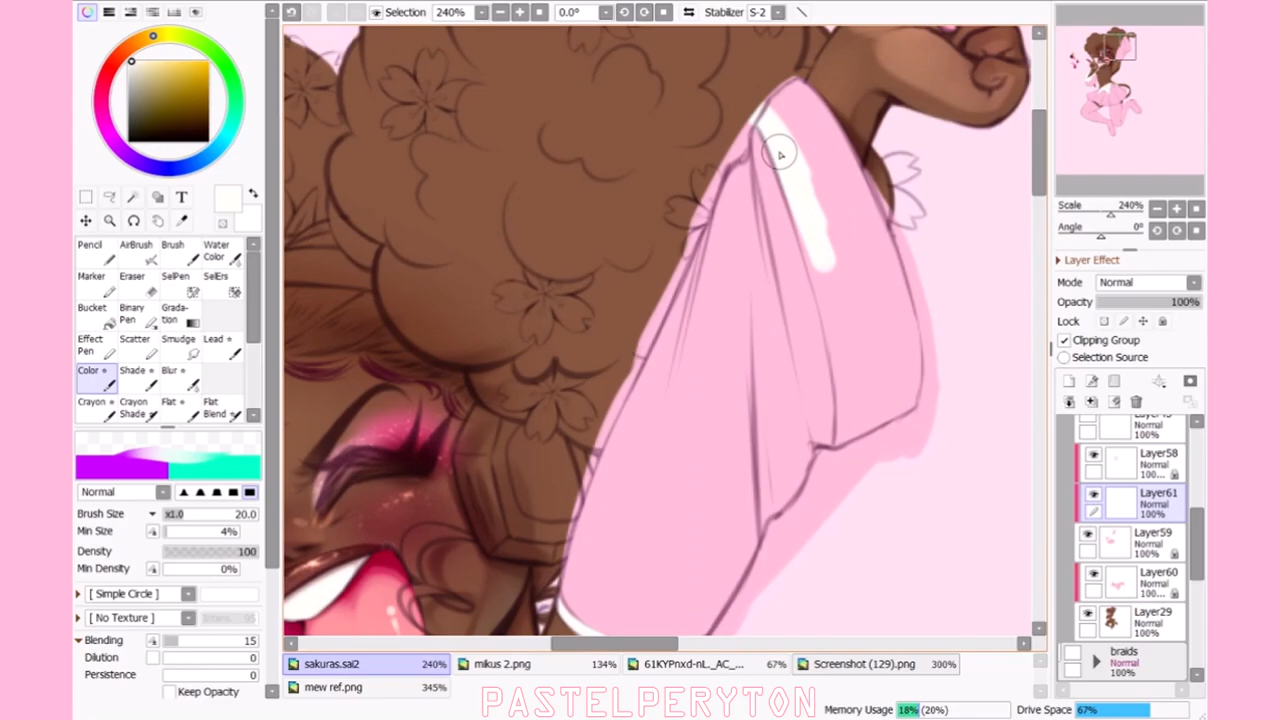 Selection 240% 0.0° Stabilizer S-2
T
Pencil AirBrush Brush Water Color
Marker Eraser SelPen SelErs
Bucket Binary Pen Grada-tion
Effect Pen Scatter Smudge Lead
Color Shade Blur
Crayon Crayon Shade Flat Flat Blend
Normal
Brush Size x1.0 20.0
Min Size 4%
Density 100
Min Density 0%
[ Simple Circle ]
[ No Texture ]
Blending 15
Dilution 0
Persistence 0
Keep Opacity
Scale 240%
Angle 0°
Layer Effect
Mode Normal
Opacity 100%
Lock
Clipping Group
Selection Source
Normal
100%
Layer58
Normal
100...
Layer61
Normal
100%
Layer59
Normal
100%
Layer60
Normal
100...
Layer29
Normal
100%
braids
Normal
100%
sakuras.sai2 240% mikus 2.png 134% 61KYPnxd-nL._AC_... 67% Screenshot (129).png 300%
mew ref.png 345%
PASTELPERYTON
Memory Usage 18% (20%) Drive Space 67%